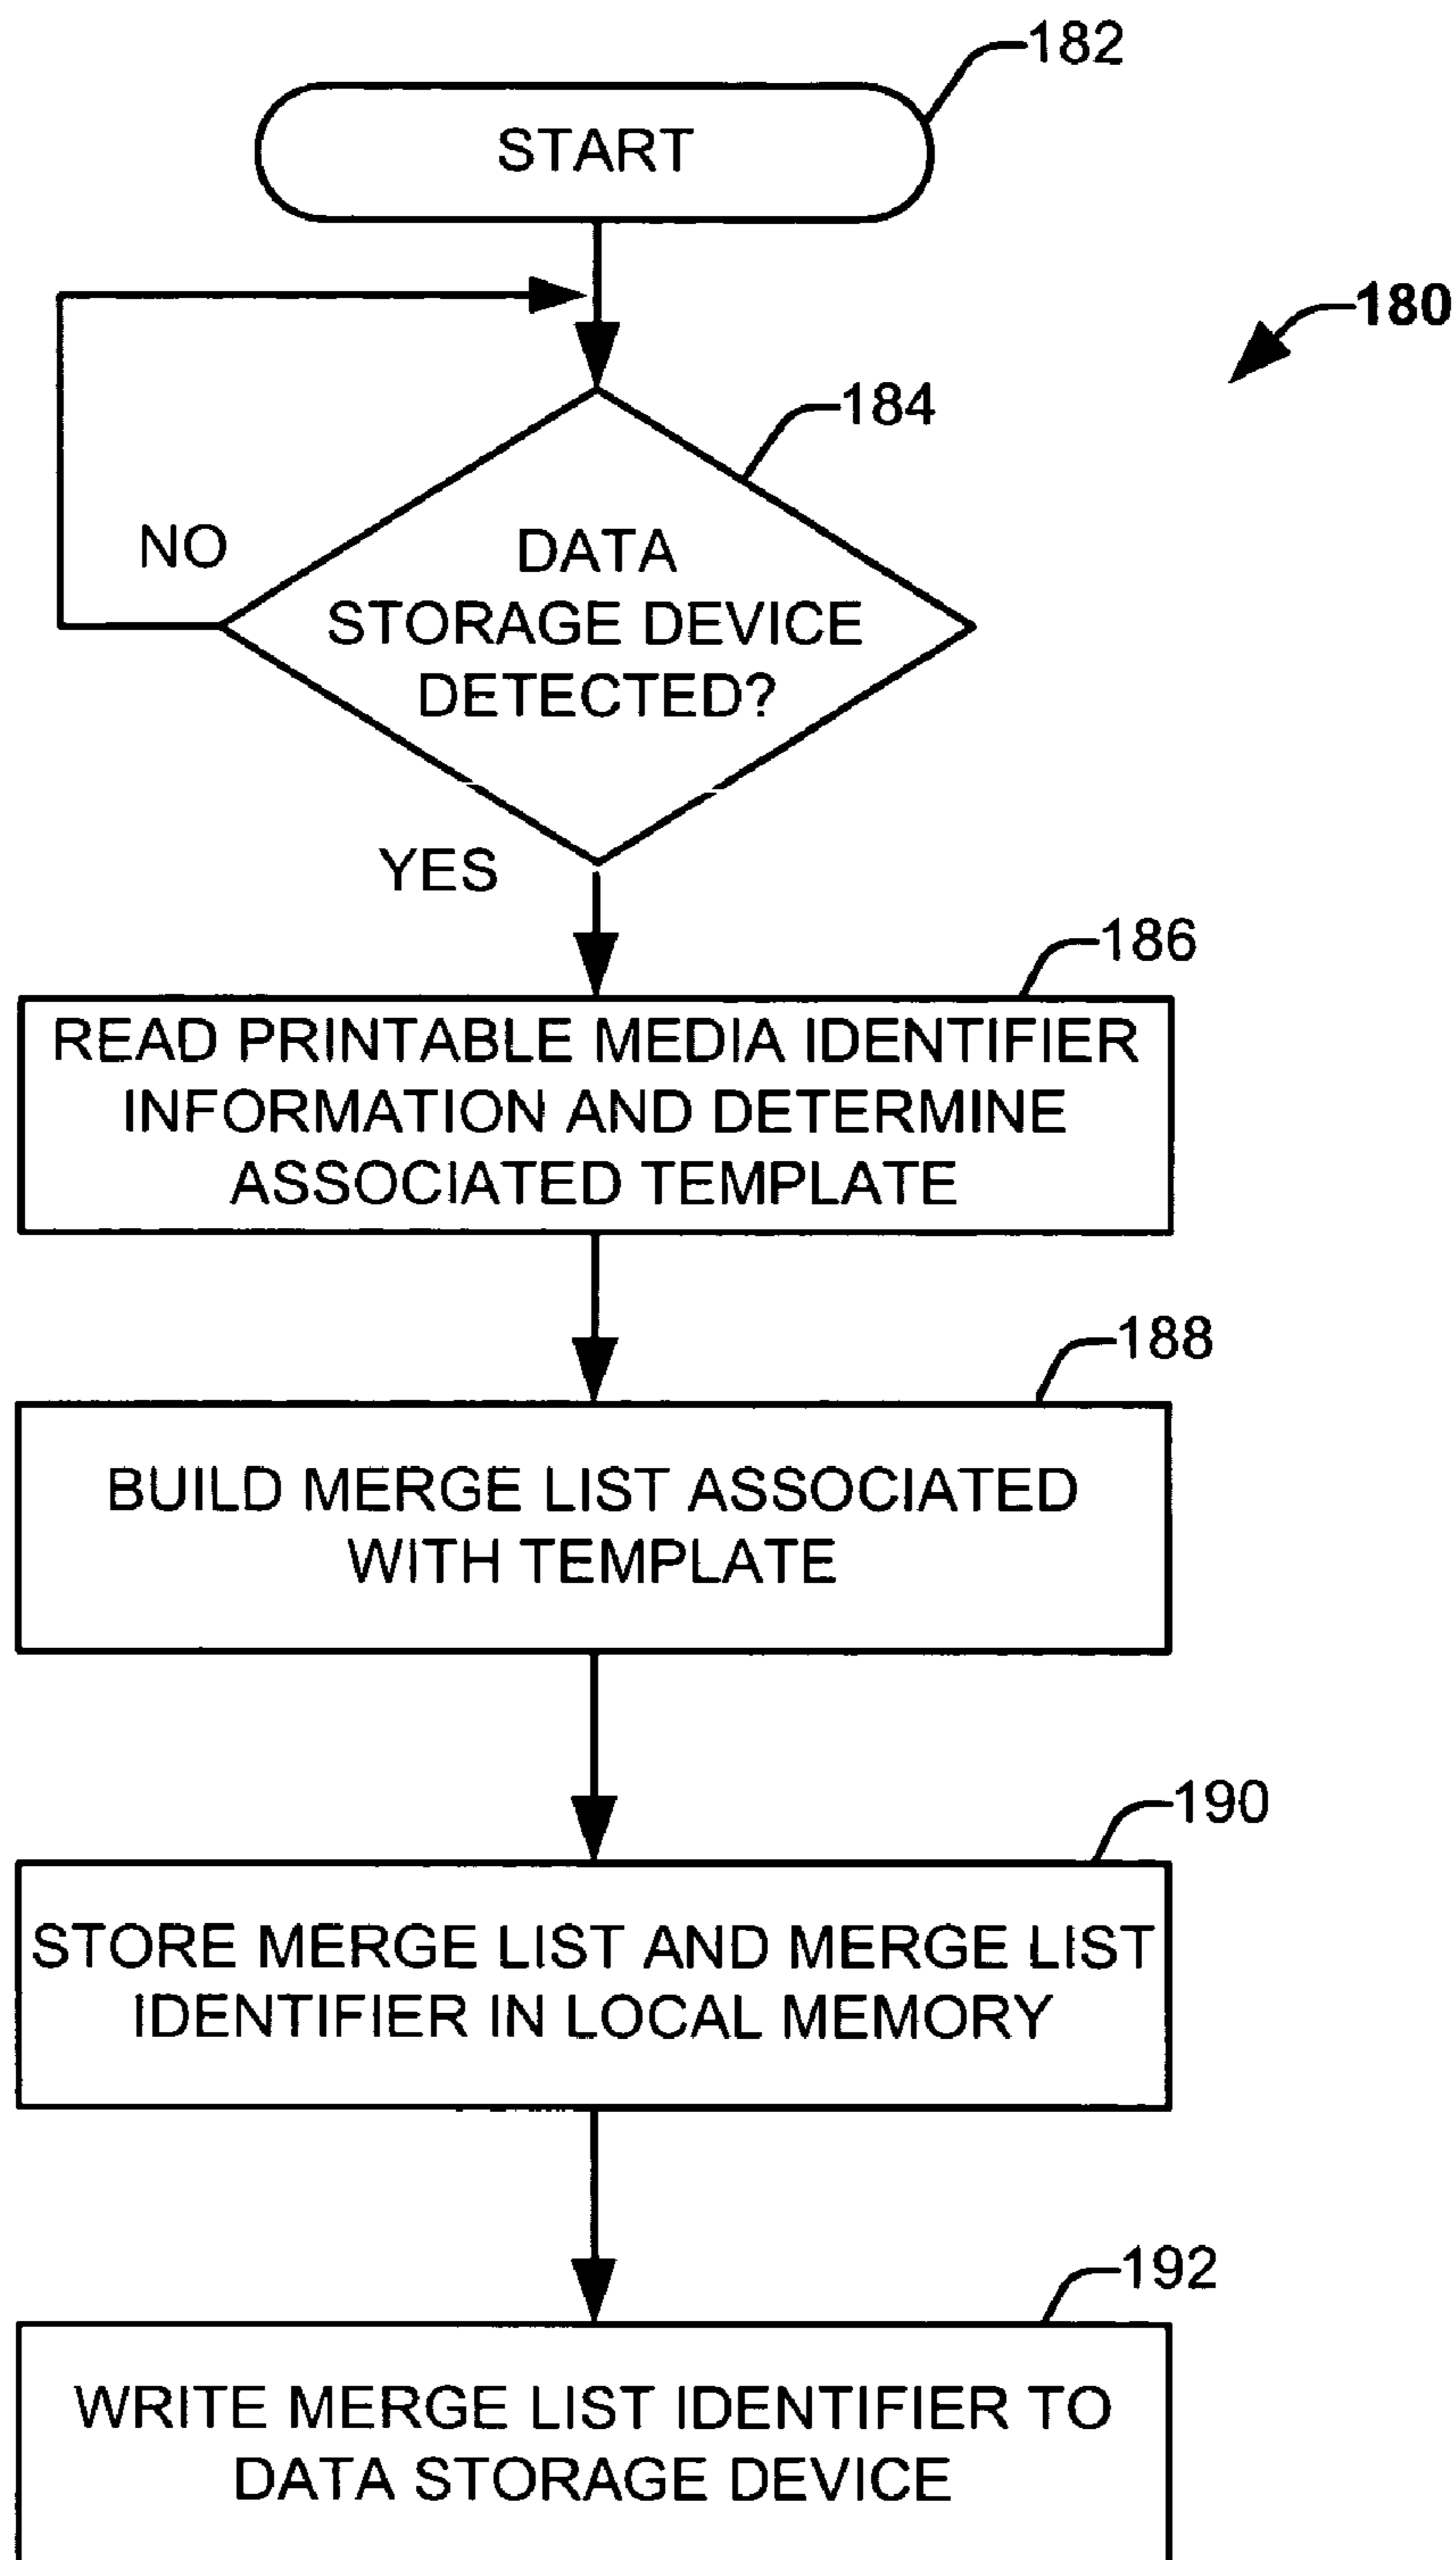 182
START
180
184
NO
DATA
STORAGE DEVICE
DETECTED?
YES
186
READ PRINTABLE MEDIA IDENTIFIER
INFORMATION AND DETERMINE
ASSOCIATED TEMPLATE
188
BUILD MERGE LIST ASSOCIATED
WITH TEMPLATE
190
STORE MERGE LIST AND MERGE LIST
IDENTIFIER IN LOCAL MEMORY
192
WRITE MERGE LIST IDENTIFIER TO
DATA STORAGE DEVICE